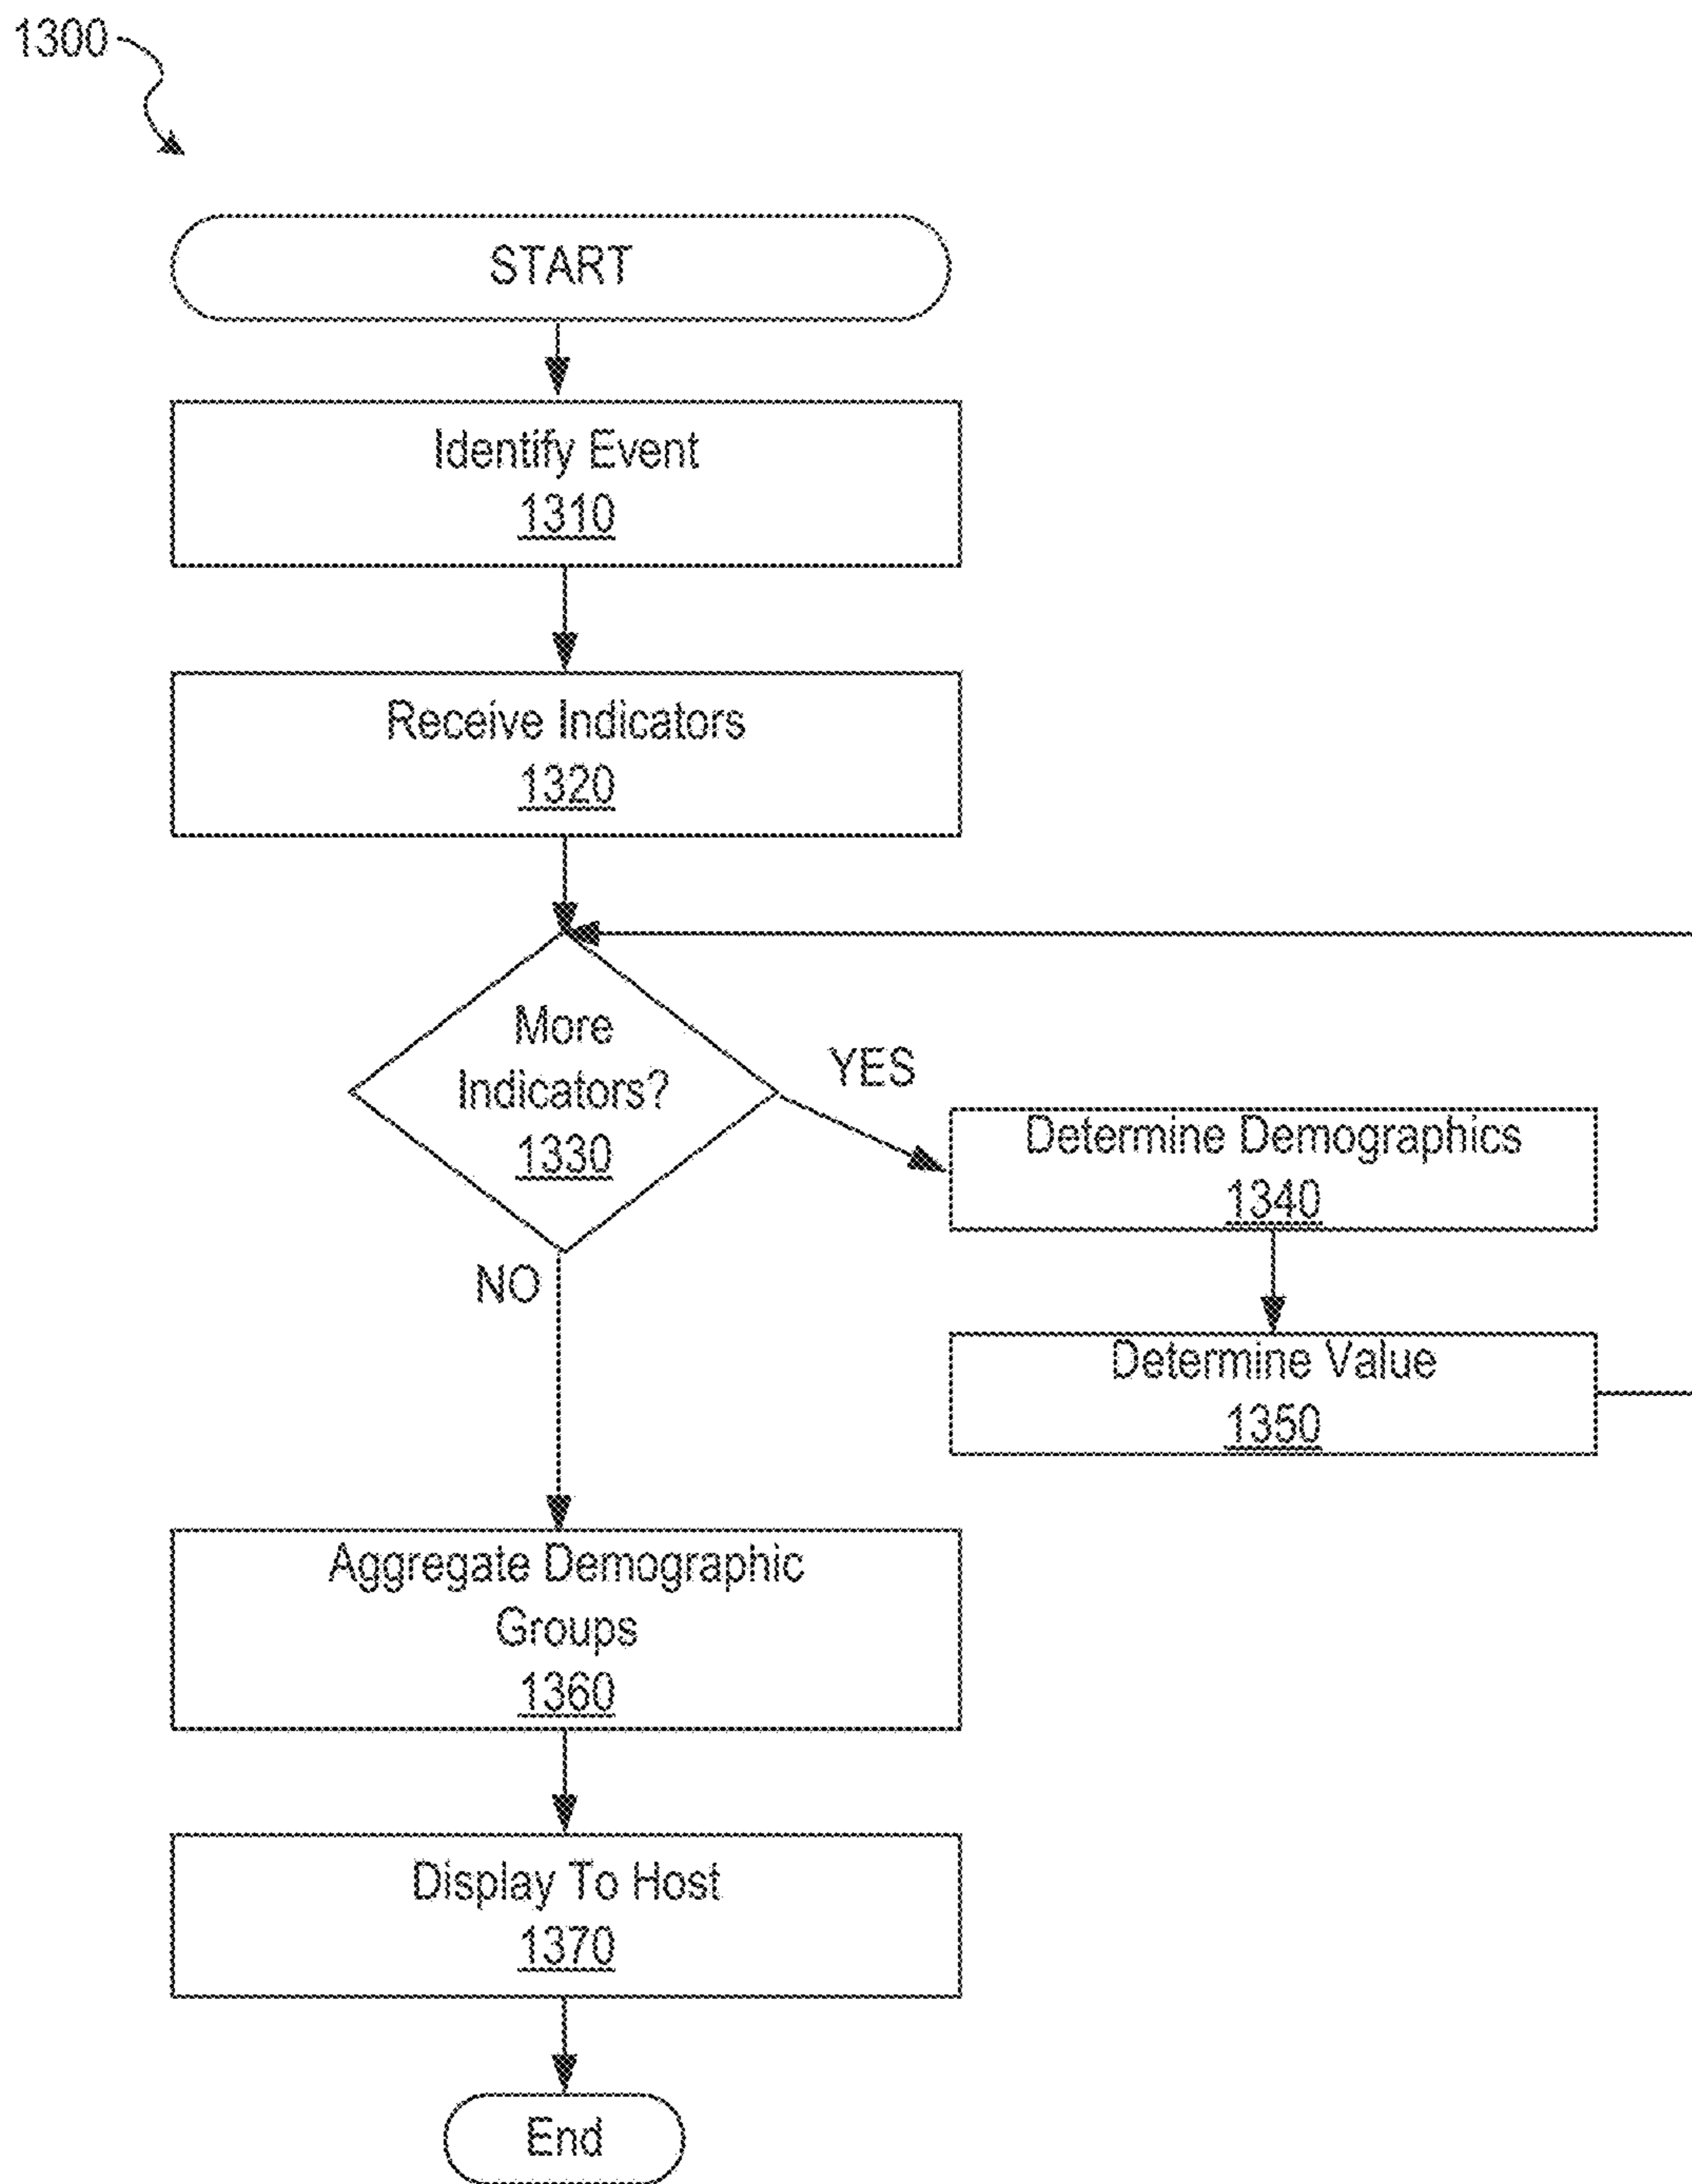 1300
START
Identify Event
1310
Receive Indicators
1320
More
Indicators?
1330
YES
Determine Demographics
1340
Determine Value
1350
NO
Aggregate Demographic
Groups
1360
Display To Host
1370
End